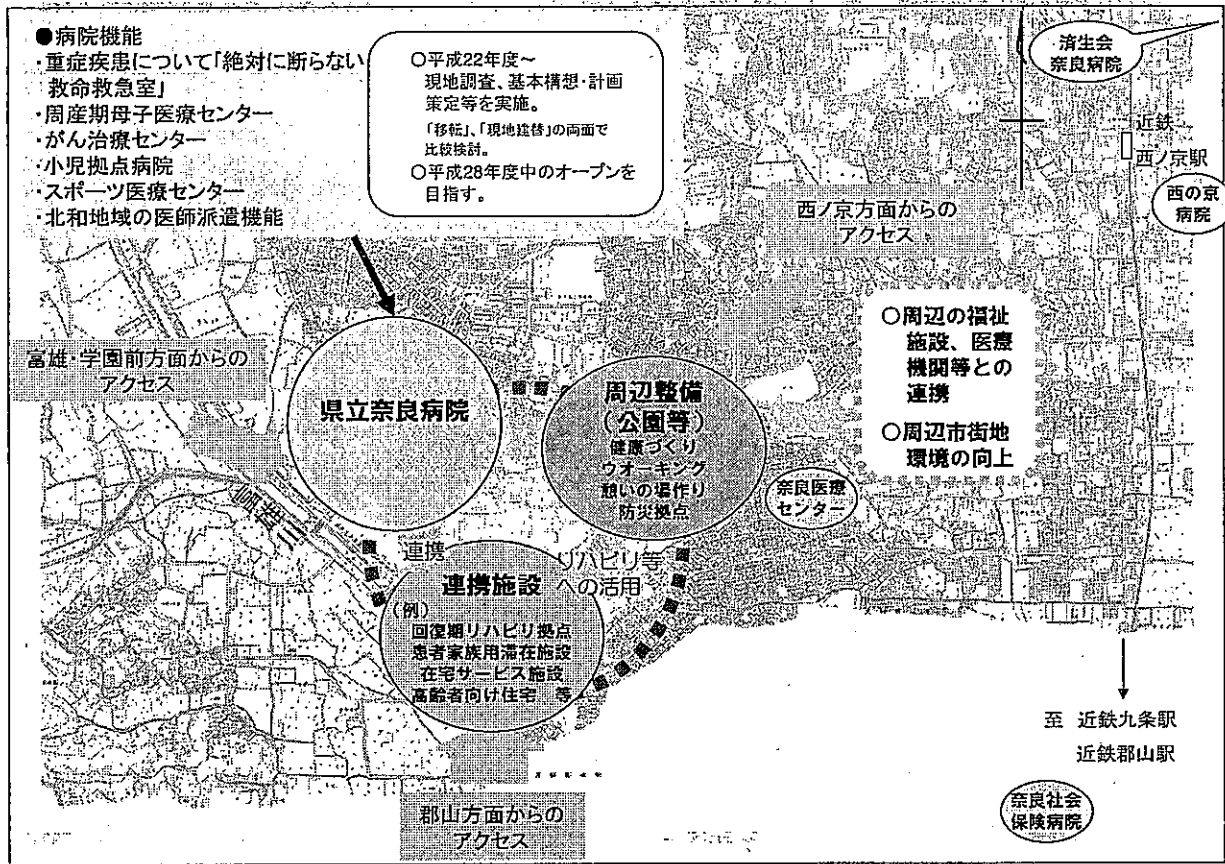 ●病院機能
・重症疾患について「絶対に断らない
救命救急室」
・周産期母子医療センター
・がん治療センター
・小児拠点病院
・スポーツ医療センター
・北和地域の医師派遣機能
○平成22年度～
現地調査、基本構想・計画
策定等を実施。
「移転」、「現地建替」の両面で
比較検討。
○平成28年度中のオープンを
目指す。
済生会
奈良病院
近鉄
西ノ京駅
西の京
病院
西ノ京方面からの
アクセス
○周辺の福祉
施設、医療
機関等との
連携
○周辺市街地
環境の向上
富雄・学園前方面からの
アクセス
県立奈良病院
周辺整備
(公園等)
健康づくり
ウオーキング
憩いの場作り
防災拠点
奈良医療
センター
富雄川
連携
リハビリ等
への活用
連携施設
(例)
回復期リハビリ拠点
患者家族用滞在施設
在宅サービス施設
高齢者向け住宅 等
至 近鉄九条駅
近鉄郡山駅
奈良社会
保険病院
郡山方面からの
アクセス